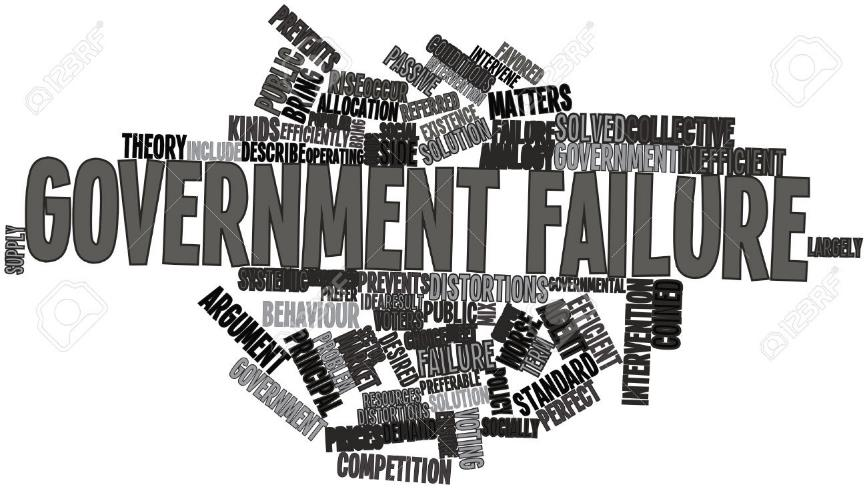 PREVENTS
PUBLIC
BRING
RISE
OCCUR
PASSIVE
CONDITIONS
INTERVENE
FAVORED
INTERVENTION
ALLOCATION
REFERRED
MATTERS
KINDS
EFFICIENTLY
BRING
SOCIAL
EXISTENCE
SOLUTION
FAILURE
SOLVED
COLLECTIVE
THEORY
INCLUDE
DESCRIBE
OPERATING
SIDE
ANALOGY
GOVERNMENT
INEFFICIENT
GOVERNMENT FAILURE
SUPPLY
LARGELY
SYSTEMIC
PREFER
PREVENTS
DISTORTIONS
GOVERNMENTAL
BEHAVIOUR
IDEA
RESULT
VOTERS
PUBLIC
MIX
WORSE
AGENT
EFFICIENT
INTERVENTION
COINED
ARGUMENT
PRINCIPAL
PROBLEM
MARKET
DESIRED
FAILURE
TERM
GOVERNMENT
PREFERABLE
POLICY
STANDARD
PERFECT
RESOURCES
DISTORTIONS
SOLUTION
PRICES
DEMAND
VOTING
SOCIALLY
COMPETITION
123RF
123RF
123RF
123RF